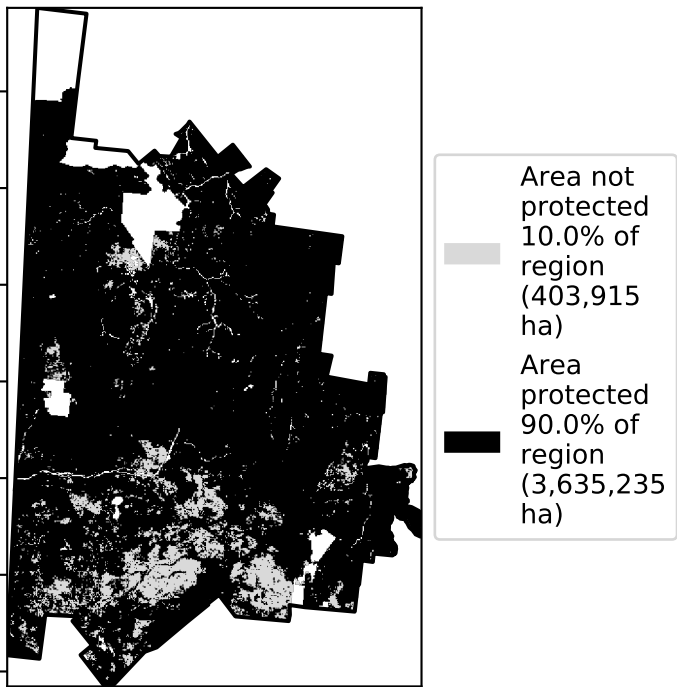 Area not
protected
10.0% of
region
(403,915
ha)
Area
protected
90.0% of
region
(3,635,235
ha)